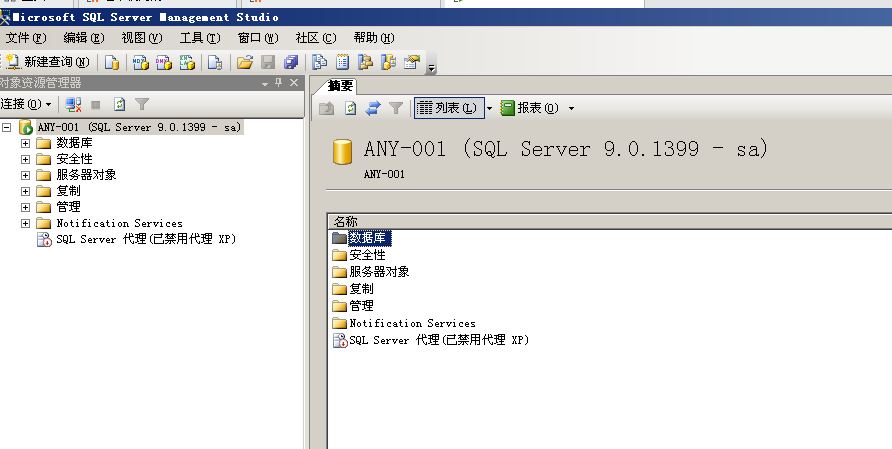 Microsoft SQL Server Management Studio
文件(F) 编辑(E) 视图(V) 工具(T) 窗口(W) 社区(C) 帮助(H)
新建查询(N)
对象资源管理器
连接(O)
ANY-001 (SQL Server 9.0.1399 - sa)
数据库
安全性
服务器对象
复制
管理
Notification Services
SQL Server 代理(已禁用代理 XP)
摘要
列表(L) 报表(O)
ANY-001 (SQL Server 9.0.1399 - sa)
ANY-001
名称
数据库
安全性
服务器对象
复制
管理
Notification Services
SQL Server 代理(已禁用代理 XP)